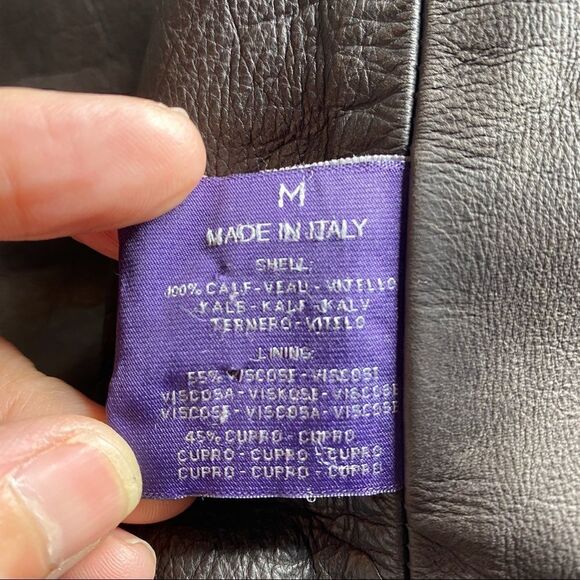 M
MADE IN ITALY
SHELL:
100% CALF - VEAU - VITELLO
KALB - KALF - KALV
TERNERO - VITELO
LINING:
55% VISCOSE - VISCOSE
VISCOSA - VISKOSE - VISCOSE
VISCOSE - VISCOSA - VISCOSE
45% CUPRO - CUPRO
CUPRO - CUPRO - CUPRO
CUPRO - CUPRO - CUPRO